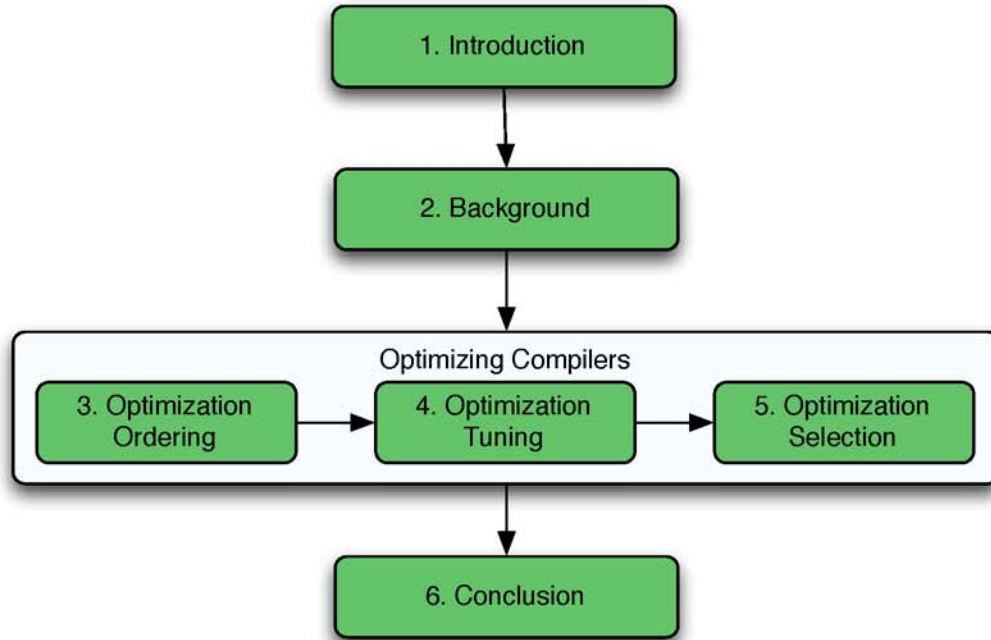 1. Introduction
2. Background
Optimizing Compilers
3. Optimization
Ordering
4. Optimization
Tuning
5. Optimization
Selection
6. Conclusion